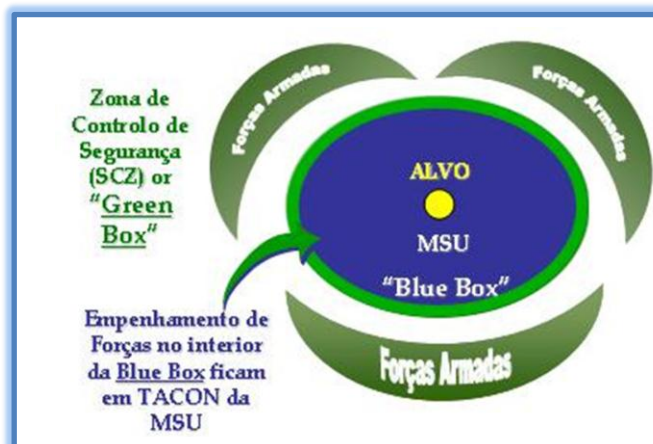 Zona de
Controlo de
Segurança
(SCZ) or
"Green
Box"
Forças Armadas
Forças Armadas
ALVO
MSU
"Blue Box"
Empenhamento de
Forças no interior
da Blue Box ficam
em TACON da
MSU
Forças Armadas